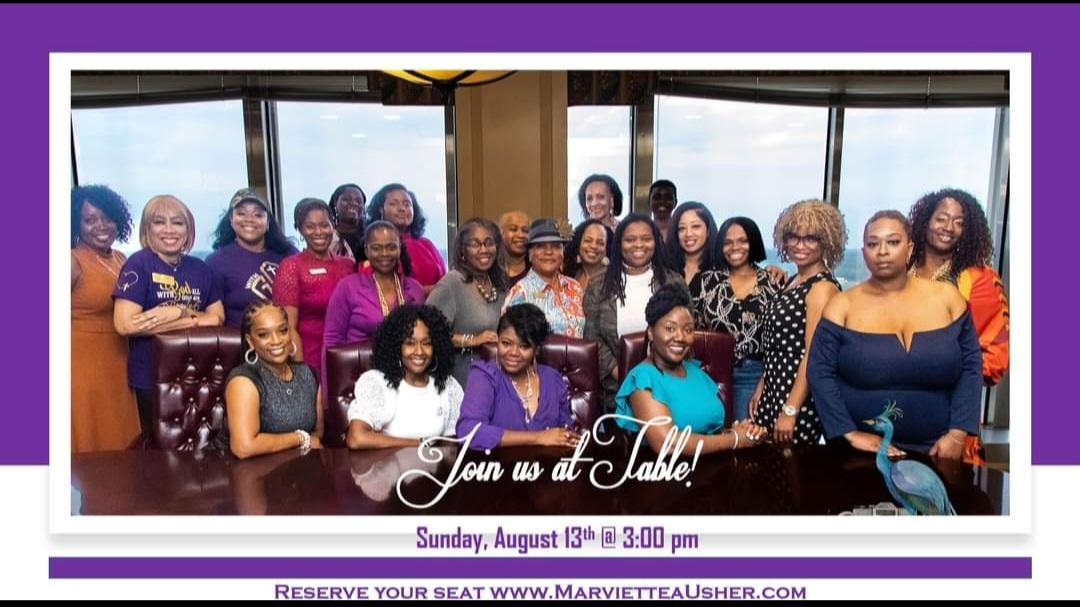 Join us at Table!
Sunday, August 13th @ 3:00 pm
Reserve your seat www.MarvietteaUsher.com